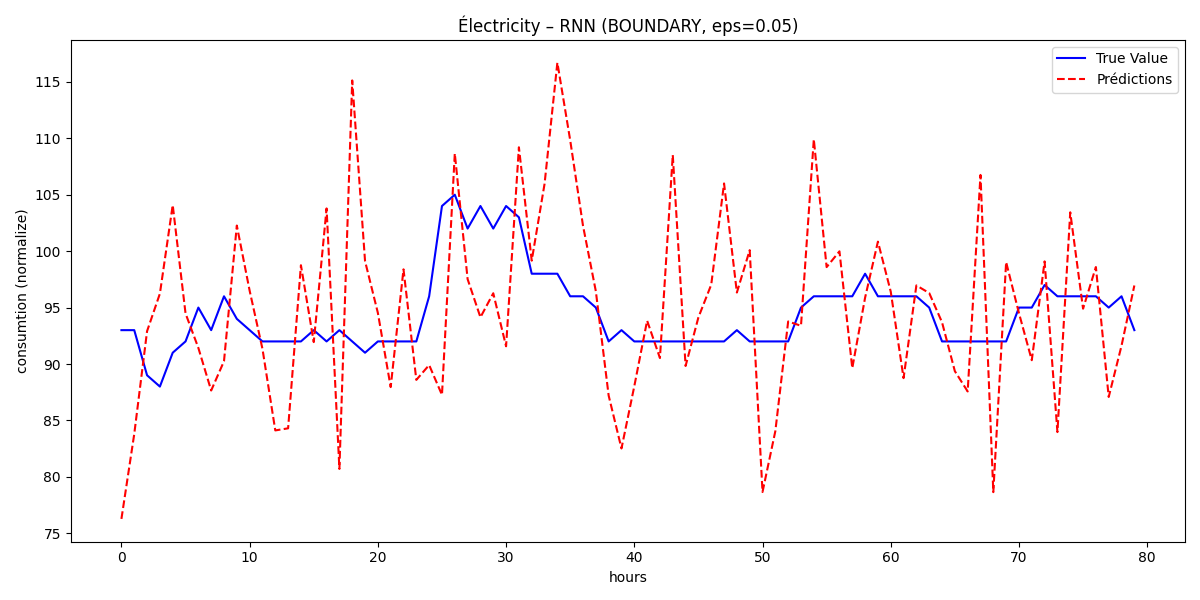 Électricity – RNN (BOUNDARY, eps=0.05)
True Value
Prédictions
consumtion (normalize)
115
110
105
100
95
90
85
80
75
0 10 20 30 40 50 60 70 80
hours